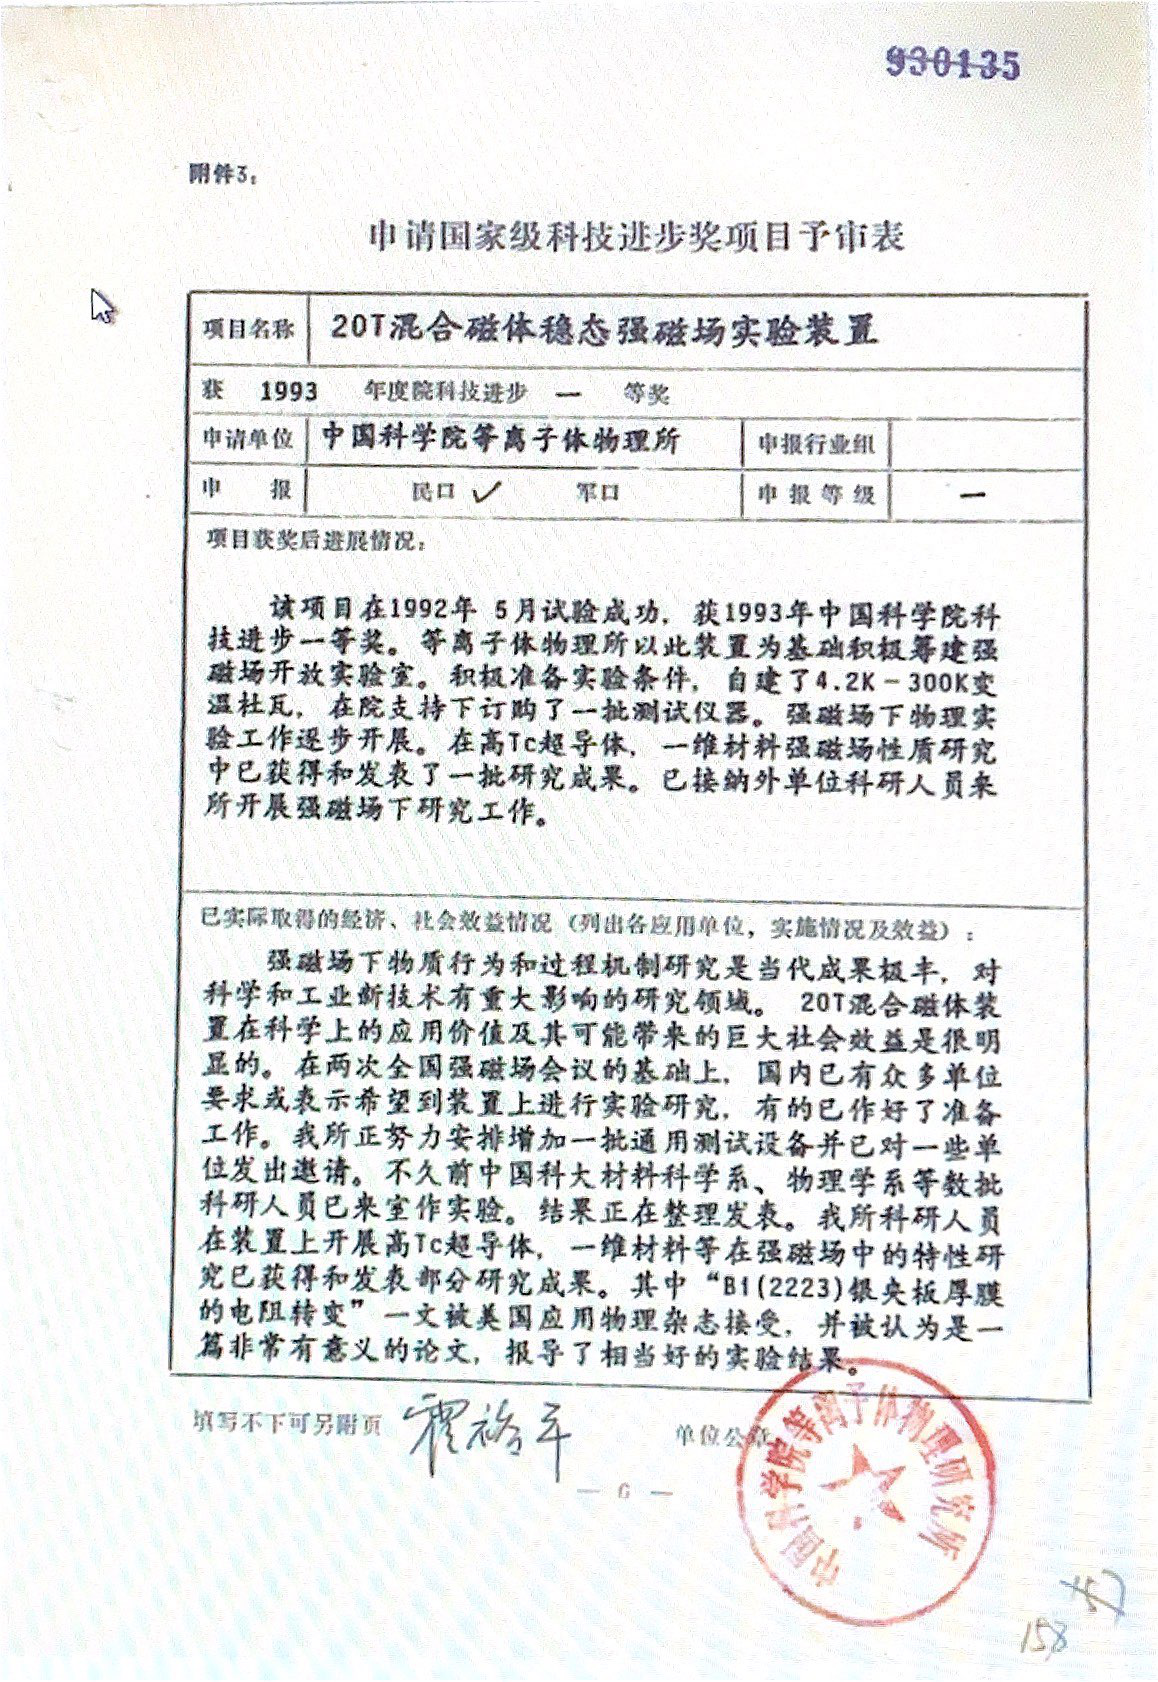 930135
附件3：
申请国家级科技进步奖项目予审表
项目名称 20T混合磁体稳态强磁场实验装置
获 1993 年度院科技进步 一 等奖
申请单位 中国科学院等离子体物理所 申报行业组
申 报 民口 ✓ 军口 申报等级 一
项目获奖后进展情况：
该项目在1992年 5月试验成功，获1993年中国科学院科
技进步一等奖。等离子体物理所以此装置为基础积极筹建强
磁场开放实验室。积极准备实验条件，自建了4.2K－300K变
温杜瓦，在院支持下订购了一批测试仪器。强磁场下物理实
验工作逐步开展。在高Tc超导体，一维材料强磁场性质研究
中已获得和发表了一批研究成果。已接纳外单位科研人员来
所开展强磁场下研究工作。
已实际取得的经济、社会效益情况（列出各应用单位，实施情况及效益）：
强磁场下物质行为和过程机制研究是当代成果极丰，对
科学和工业新技术有重大影响的研究领域。20T混合磁体装
置在科学上的应用价值及其可能带来的巨大社会效益是很明
显的。在两次全国强磁场会议的基础上，国内已有众多单位
要求或表示希望到装置上进行实验研究，有的已作好了准备
工作。我所正努力安排增加一批通用测试设备并已对一些单
位发出邀请。不久前中国科大材料科学系、物理学系等数批
科研人员已来室作实验。结果正在整理发表。我所科研人员
在装置上开展高Tc超导体，一维材料等在强磁场中的特性研
究已获得和发表部分研究成果。其中“B1(2223)银夹板厚膜
的电阻转变”一文被美国应用物理杂志接受，并被认为是一
篇非常有意义的论文，报导了相当好的实验结果。
填写不下可另附页 翟裕年 单位公章
中国科学院等离子体物理研究所
— 6 —
157
158